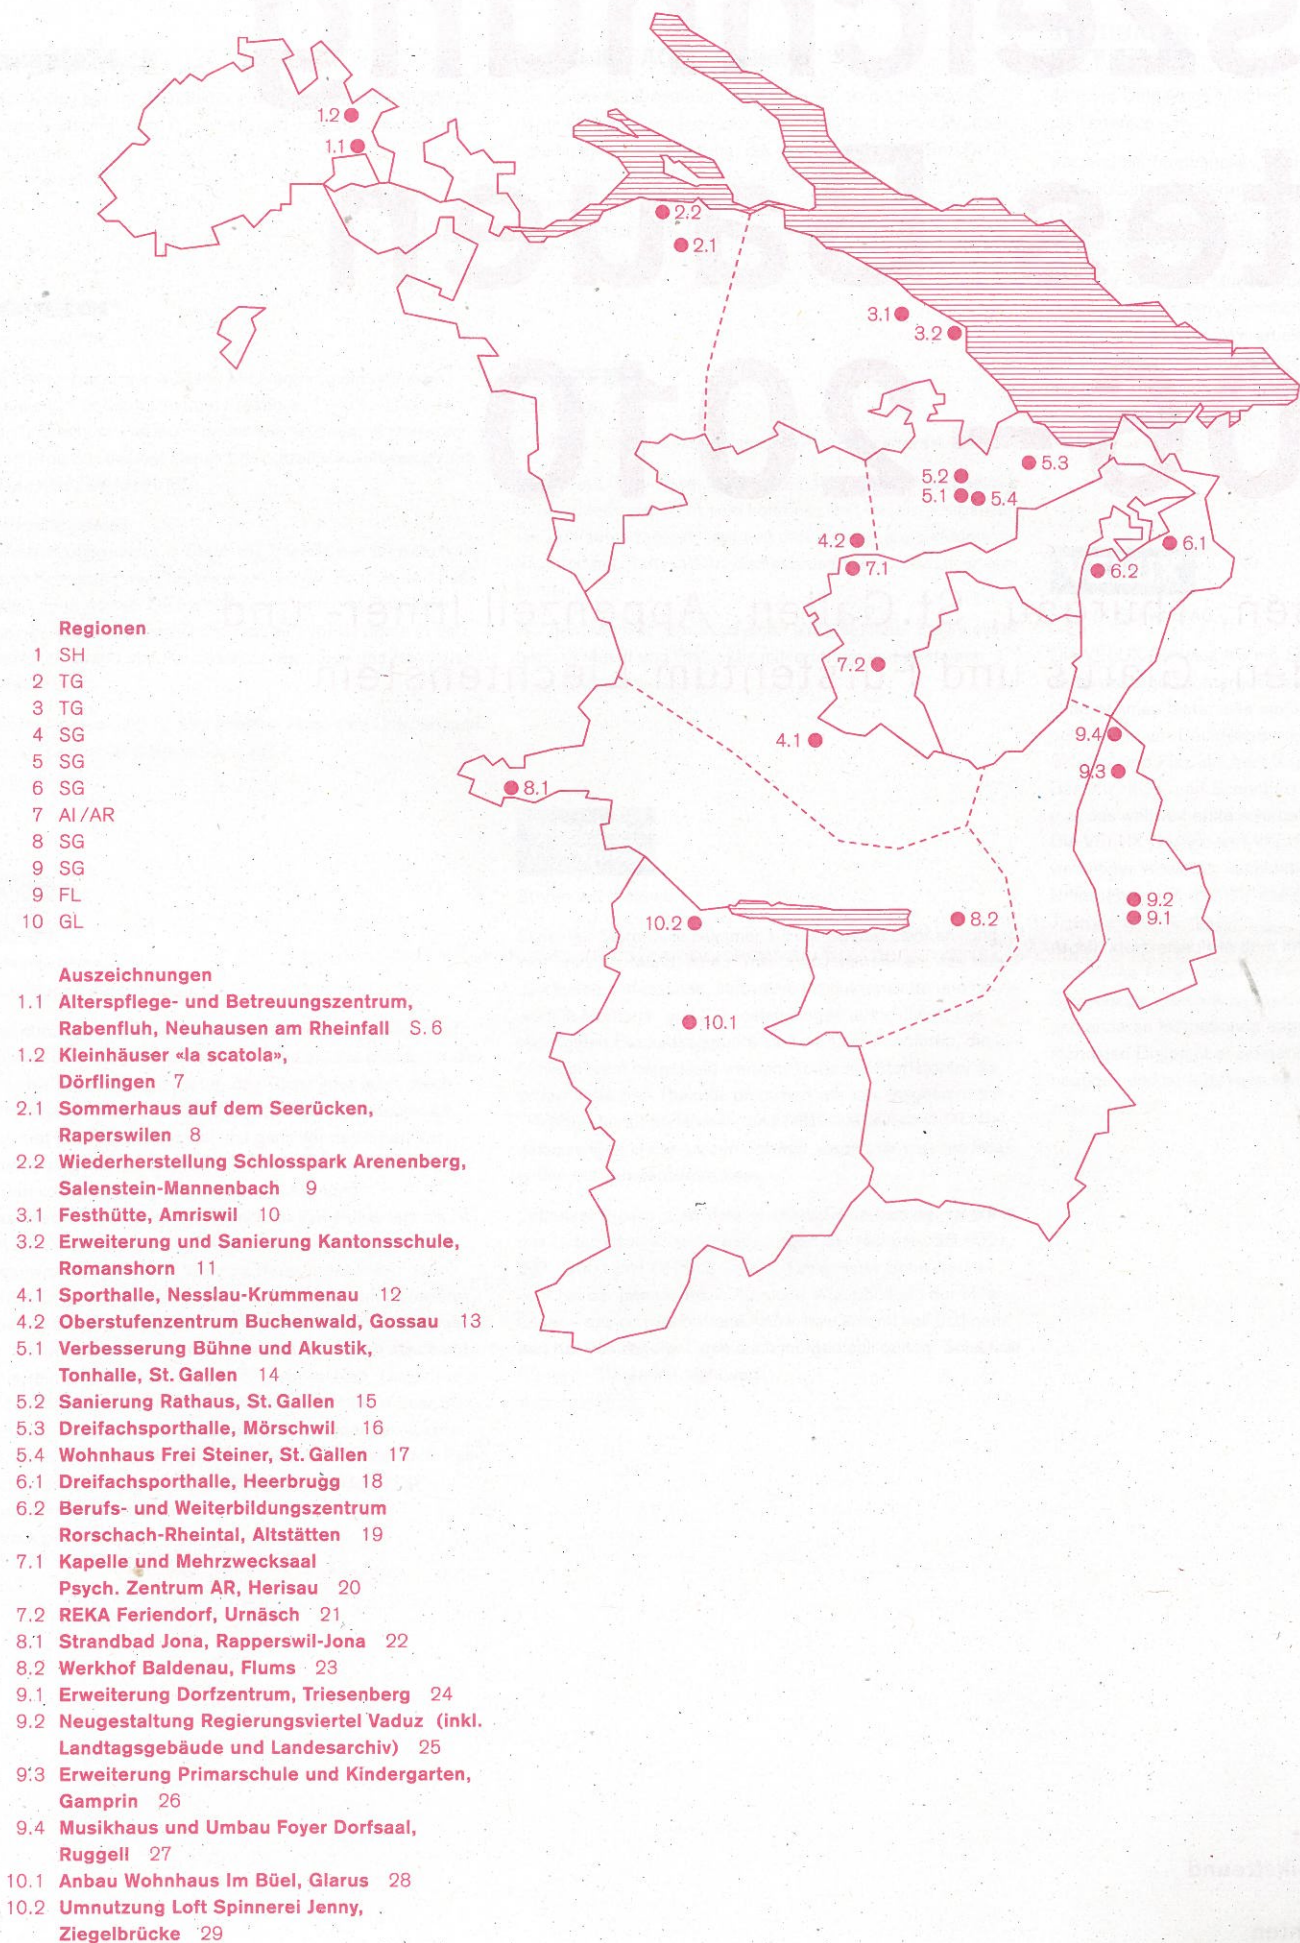 1.2
1.1
2.2
2.1
3.1
3.2
5.3
5.2
5.1
5.4
4.2
6.1
7.1
6.2
7.2
4.1
9.4
9.3
8.1
9.2
9.1
10.2
8.2
10.1
Regionen
1 SH
2 TG
3 TG
4 SG
5 SG
6 SG
7 AI/AR
8 SG
9 SG
9 FL
10 GL
Auszeichnungen
1.1 Alterspflege- und Betreuungszentrum,
Rabenfluh, Neuhausen am Rheinfall S. 6
1.2 Kleinhäuser «la scatola»,
Dörflingen 7
2.1 Sommerhaus auf dem Seerücken,
Raperswilen 8
2.2 Wiederherstellung Schlosspark Arenenberg,
Salenstein-Mannenbach 9
3.1 Festhütte, Amriswil 10
3.2 Erweiterung und Sanierung Kantonsschule,
Romanshorn 11
4.1 Sporthalle, Nesslau-Krummenau 12
4.2 Oberstufenzentrum Buchenwald, Gossau 13
5.1 Verbesserung Bühne und Akustik,
Tonhalle, St. Gallen 14
5.2 Sanierung Rathaus, St. Gallen 15
5.3 Dreifachsporthalle, Mörschwil 16
5.4 Wohnhaus Frei Steiner, St. Gallen 17
6.1 Dreifachsporthalle, Heerbrugg 18
6.2 Berufs- und Weiterbildungszentrum
Rorschach-Rheintal, Altstätten 19
7.1 Kapelle und Mehrzwecksaal
Psych. Zentrum AR, Herisau 20
7.2 REKA Feriendorf, Urnäsch 21
8.1 Strandbad Jona, Rapperswil-Jona 22
8.2 Werkhof Baldenau, Flums 23
9.1 Erweiterung Dorfzentrum, Triesenberg 24
9.2 Neugestaltung Regierungsviertel Vaduz (inkl.
Landtagsgebäude und Landesarchiv) 25
9.3 Erweiterung Primarschule und Kindergarten,
Gamprin 26
9.4 Musikhaus und Umbau Foyer Dorfsaal,
Ruggell 27
10.1 Anbau Wohnhaus Im Büel, Glarus 28
10.2 Umnutzung Loft Spinnerei Jenny,
Ziegelbrücke 29